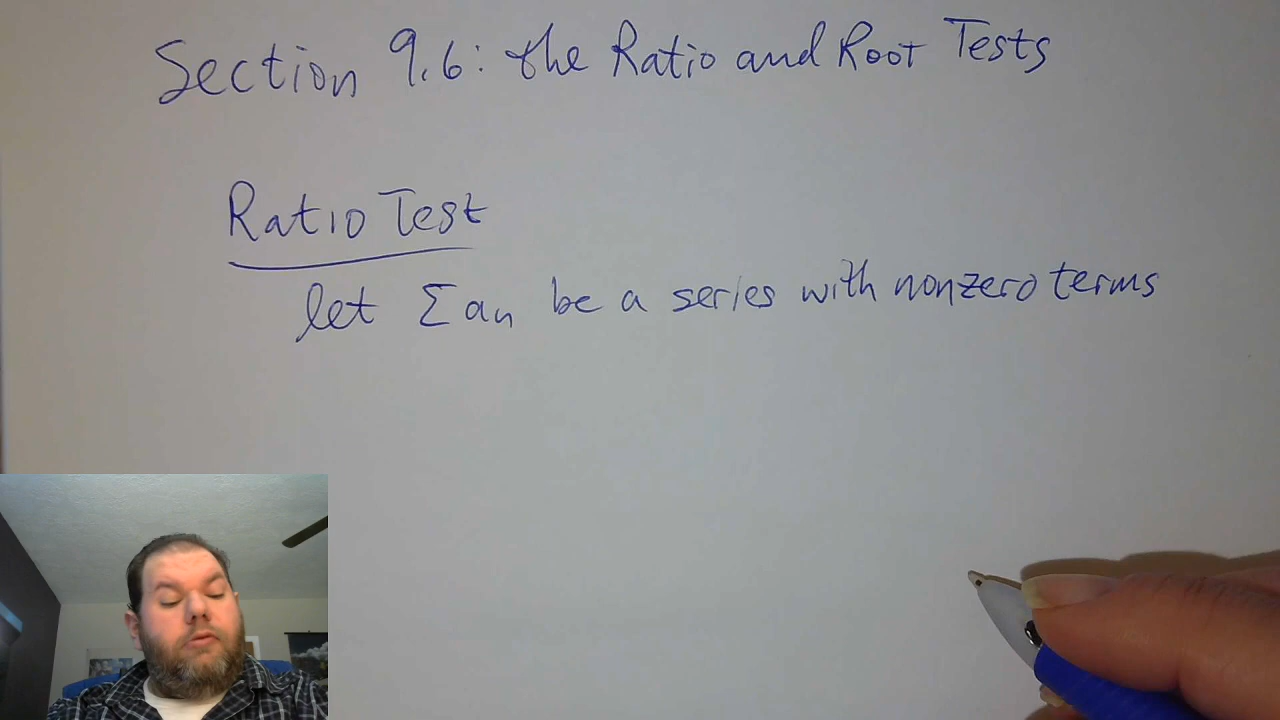 Section 9.6: the Ratio and Root Tests
Ratio Test
let Σ an be a series with nonzero terms